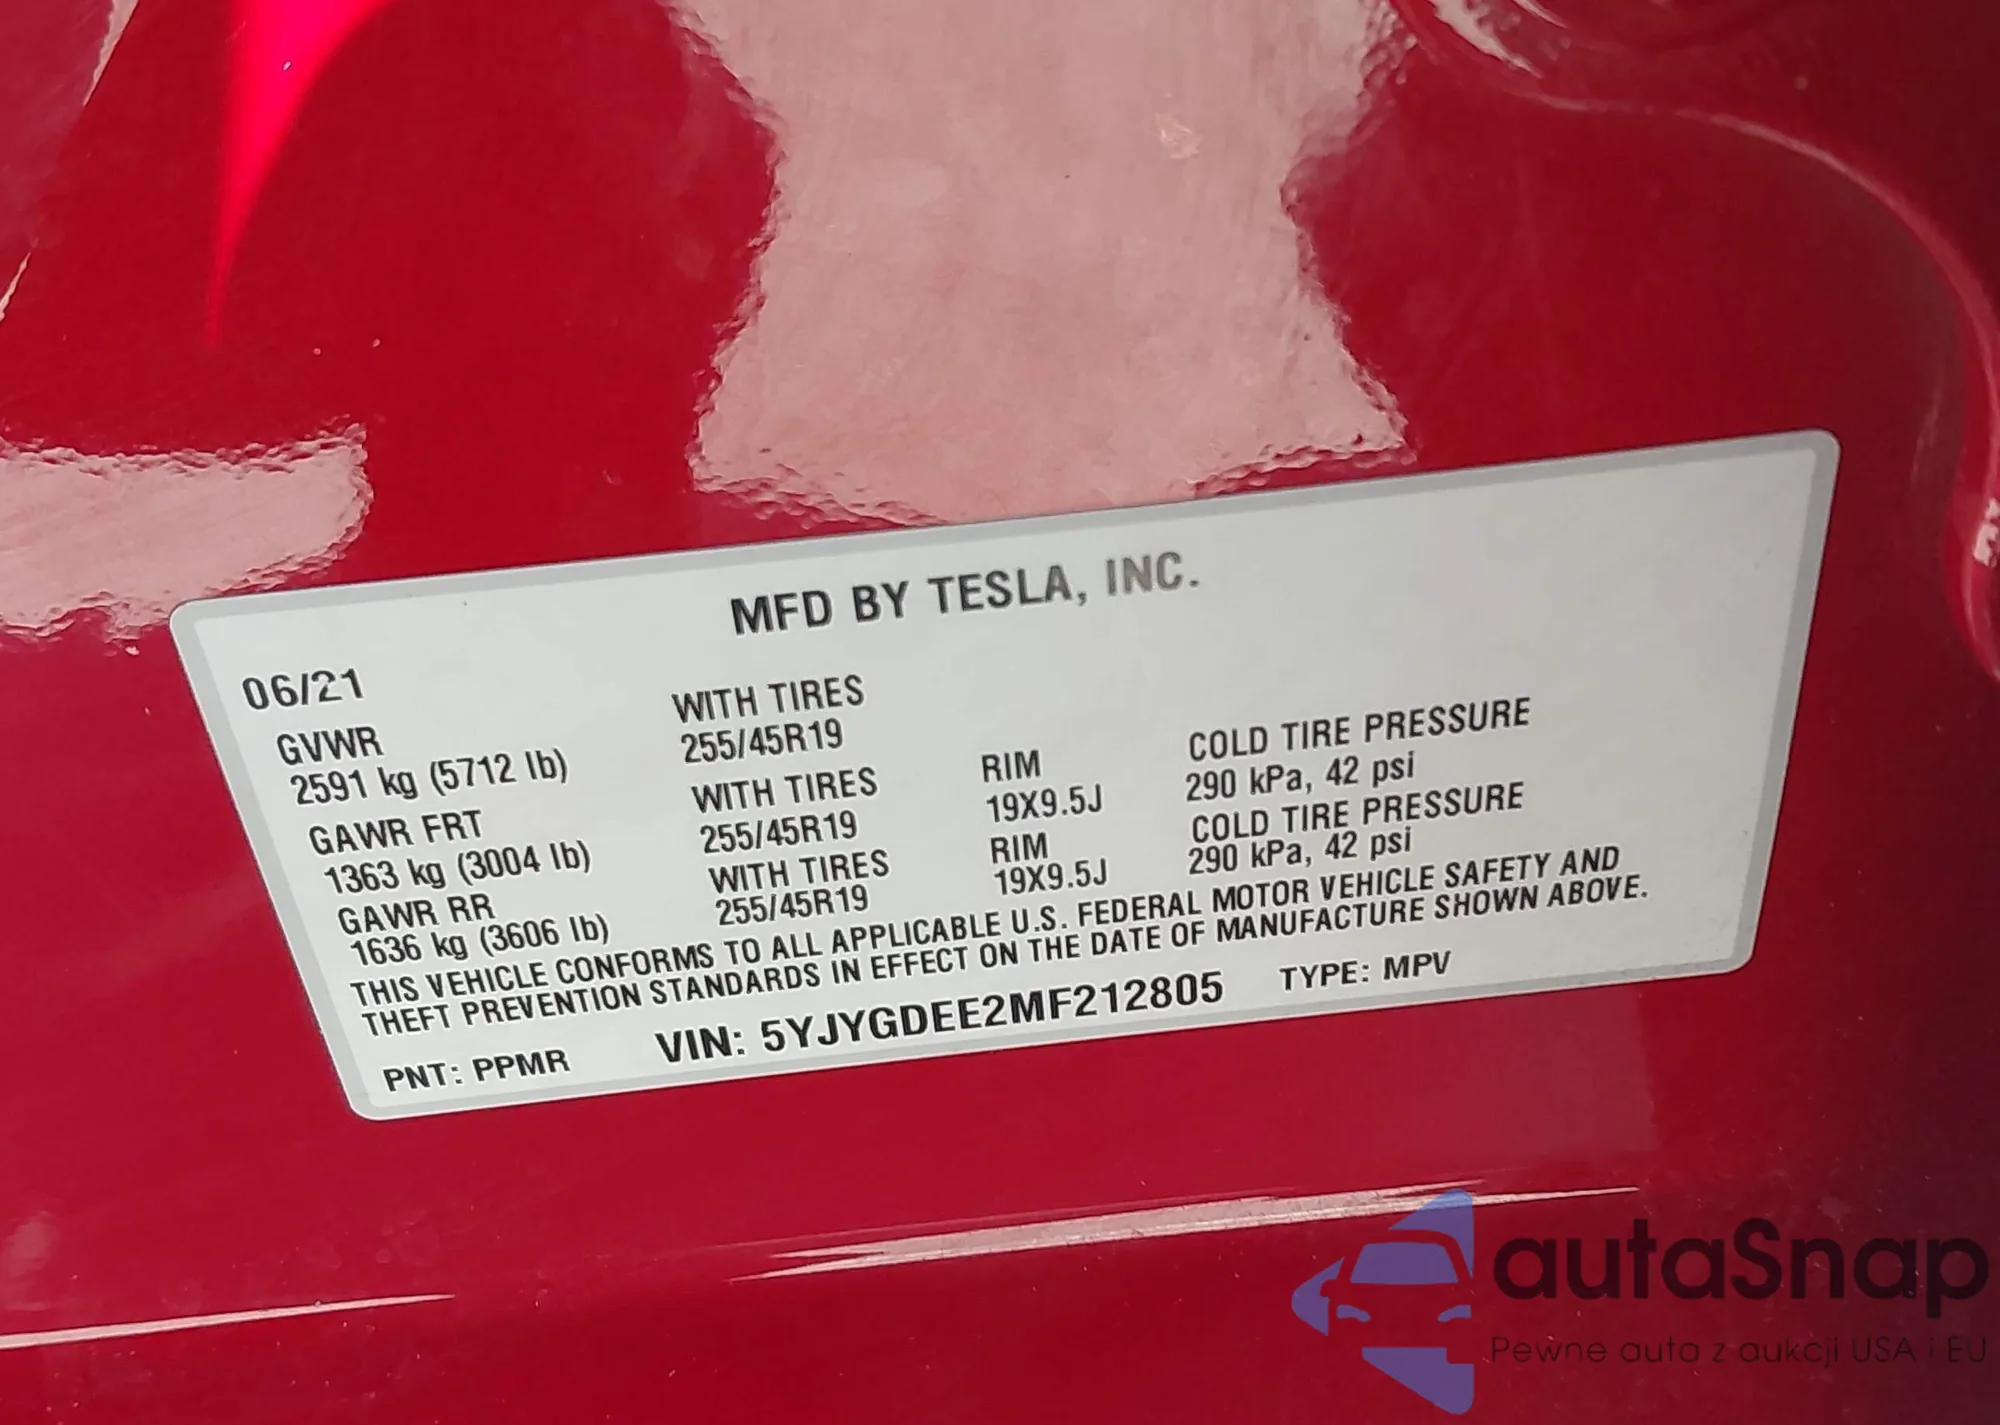 MFD BY TESLA, INC.
06/21
GVWR WITH TIRES
2591 kg (5712 lb) 255/45R19
GAWR FRT WITH TIRES RIM COLD TIRE PRESSURE
1363 kg (3004 lb) 255/45R19 19X9.5J 290 kPa, 42 psi
GAWR RR WITH TIRES RIM COLD TIRE PRESSURE
1636 kg (3606 lb) 255/45R19 19X9.5J 290 kPa, 42 psi
THIS VEHICLE CONFORMS TO ALL APPLICABLE U.S. FEDERAL MOTOR VEHICLE SAFETY AND
THEFT PREVENTION STANDARDS IN EFFECT ON THE DATE OF MANUFACTURE SHOWN ABOVE.
PNT: PPMR VIN: 5YJYGDEE2MF212805 TYPE: MPV
autaSnap
Pewne auta z aukcji USA i EU